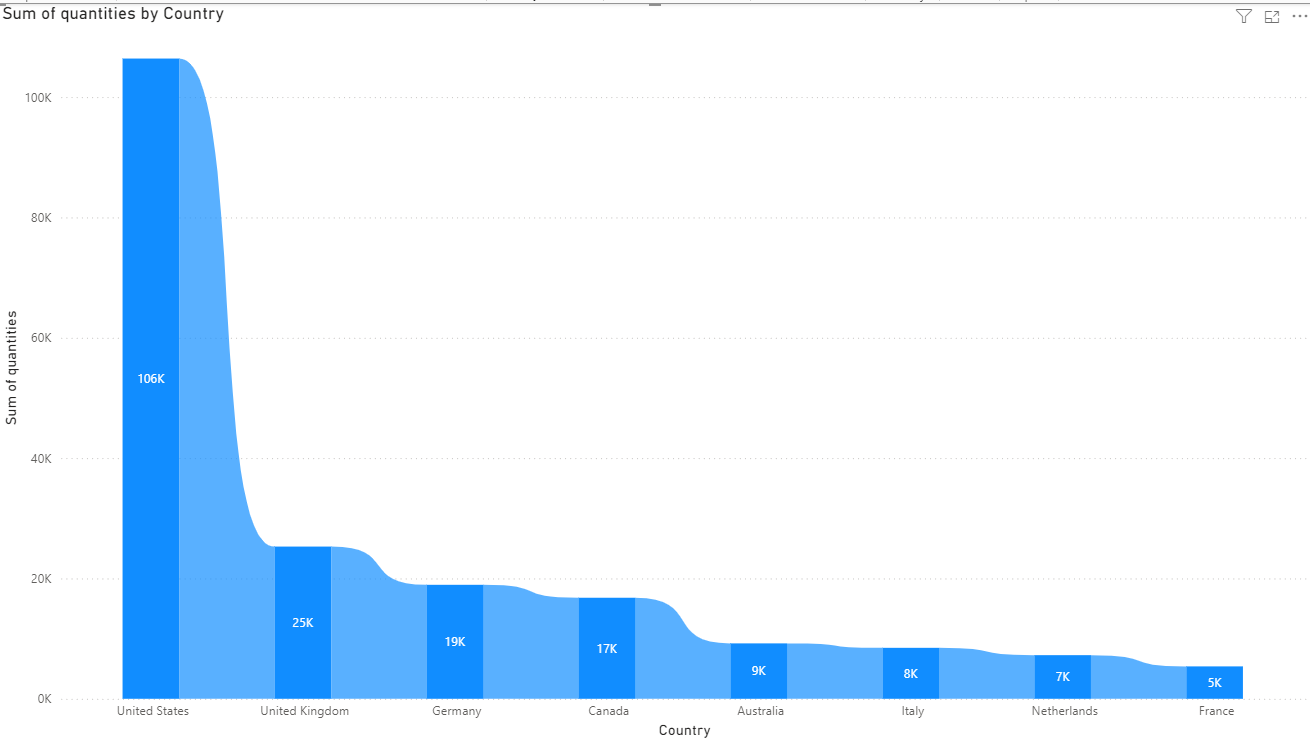 Sum of quantities by Country
100K
80K
60K
40K
20K
0K
Sum of quantities
106K
25K
19K
17K
9K
8K
7K
5K
United States
United Kingdom
Germany
Canada
Australia
Italy
Netherlands
France
Country